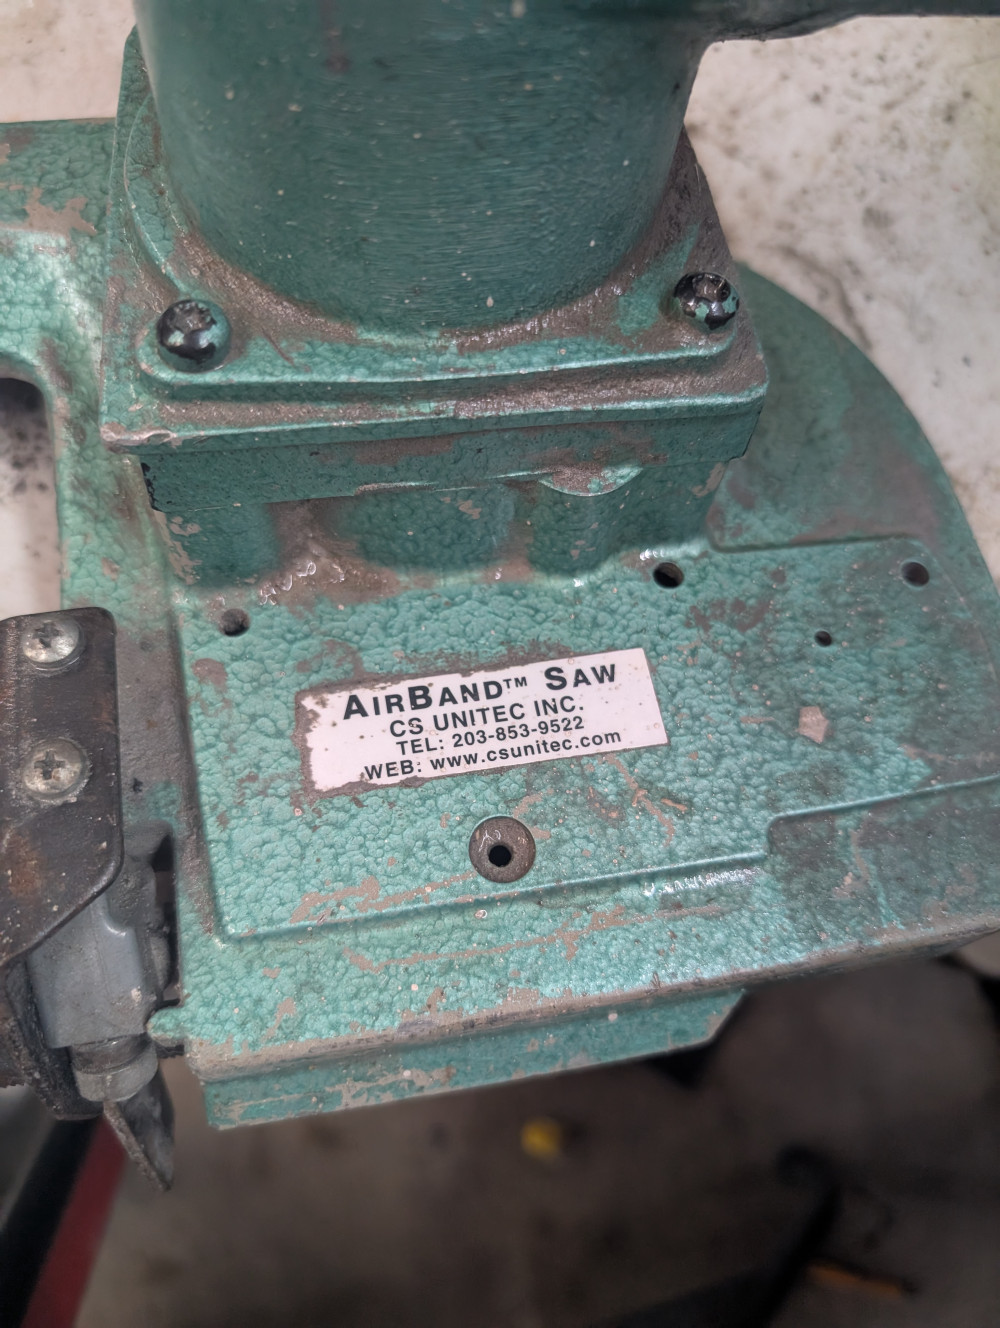 AIRBAND™ SAW
CS UNITEC INC.
TEL: 203-853-9522
WEB: www.csunitec.com